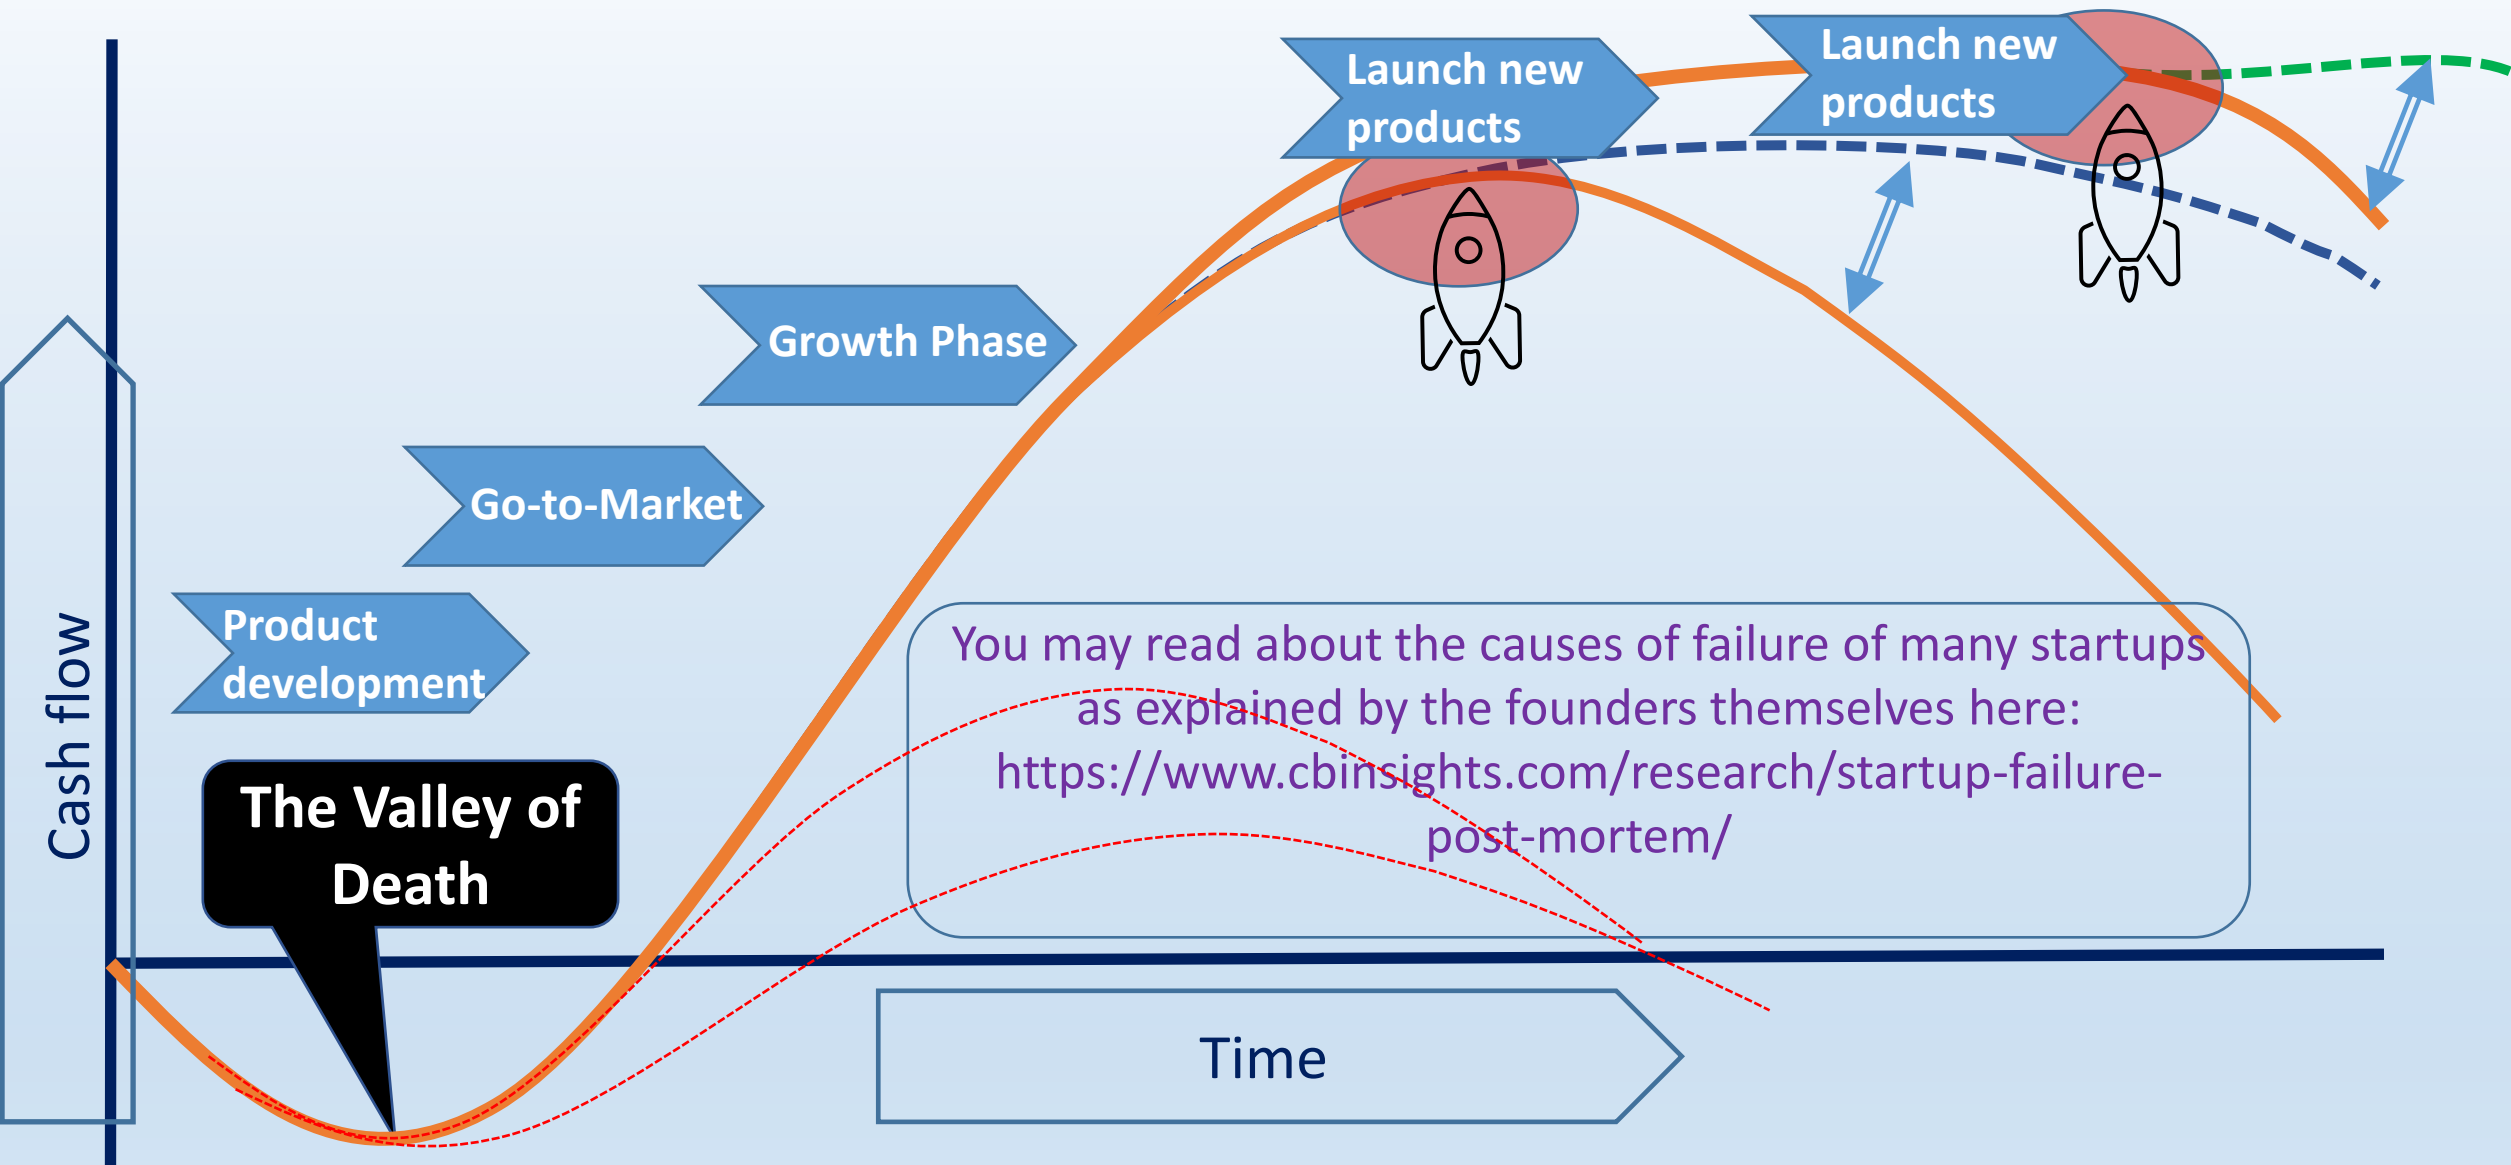 Launch new
products
Launch new
products
Growth Phase
Go-to-Market
Product
development
Cash flow
The Valley of
Death
You may read about the causes of failure of many startups
as explained by the founders themselves here:
https://www.cbinsights.com/research/startup-failure-
post-mortem/
Time